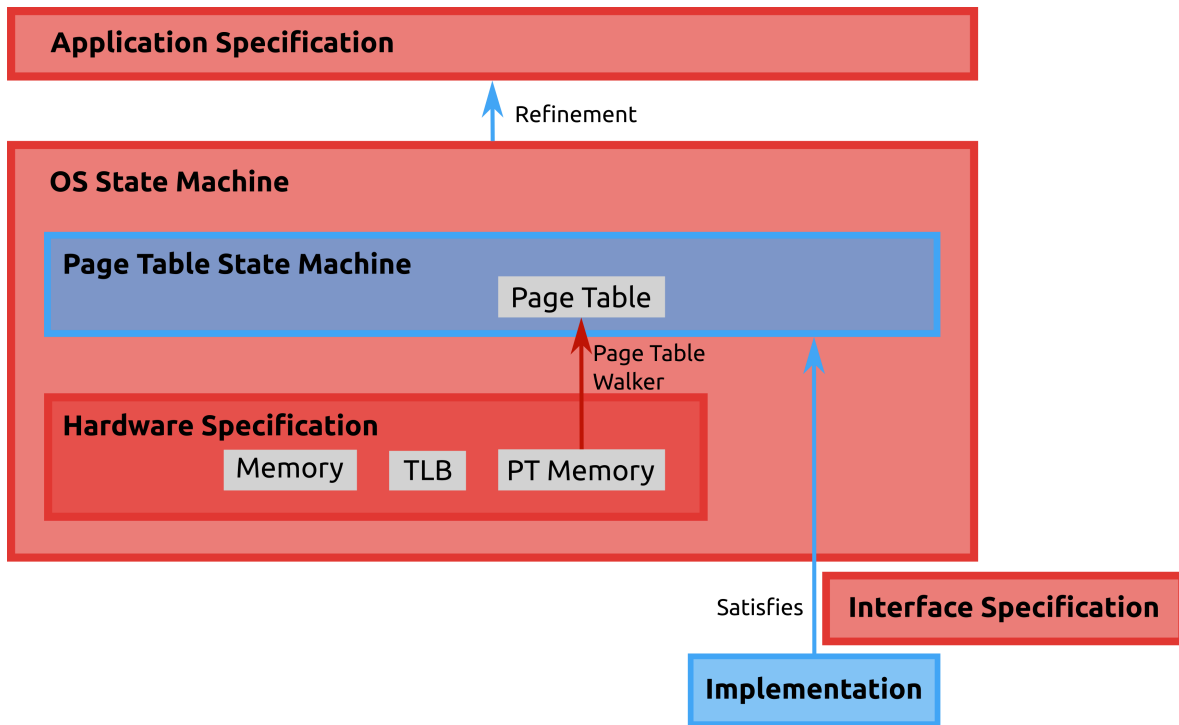 Application Specification
Refinement
OS State Machine
Page Table State Machine
Page Table
Page Table
Walker
Hardware Specification
Memory
TLB
PT Memory
Satisfies
Interface Specification
Implementation